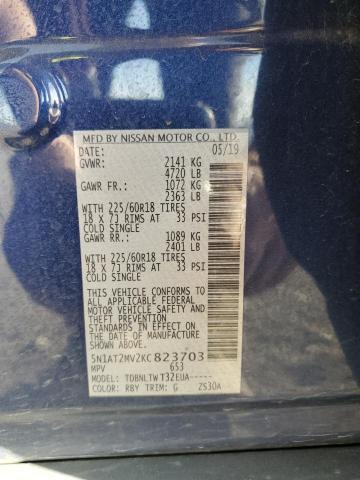 MFD BY NISSAN MOTOR CO., LTD.
DATE: 05/19
GVWR: 2141 KG
4720 LB
GAWR FR.: 1072 KG
2363 LB
WITH 225/60R18 TIRES
18 X 7J RIMS AT 33 PSI
COLD SINGLE
GAWR RR.: 1089 KG
2401 LB
WITH 225/60R18 TIRES
18 X 7J RIMS AT 33 PSI
COLD SINGLE
THIS VEHICLE CONFORMS TO
ALL APPLICABLE FEDERAL
MOTOR VEHICLE SAFETY
STANDARDS IN EFFECT ON
THE DATE OF MANUFACTURE
SHOWN ABOVE.
5N1AT2MV2KC823703
MPV 653
MODEL: TDBNLTWT32EUA-----
COLOR: RBY TRIM: G ZS30A